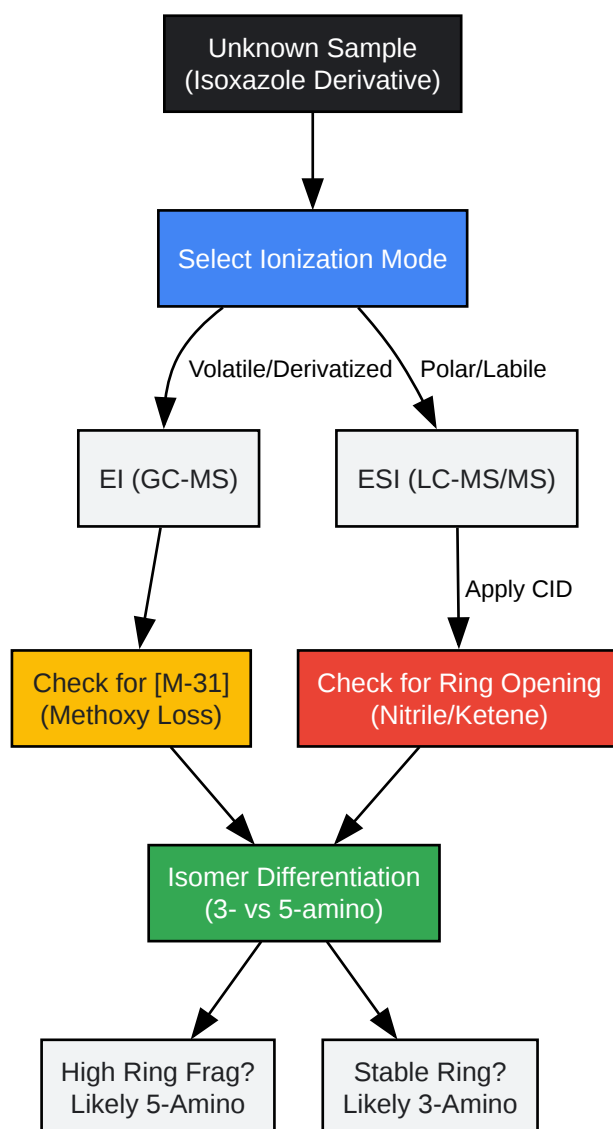 Unknown Sample
(Isoxazole Derivative)
Select Ionization Mode
Volatile/Derivatized
Polar/Labile
EI (GC-MS)
ESI (LC-MS/MS)
Apply CID
Check for [M-31]
(Methoxy Loss)
Check for Ring Opening
(Nitrile/Ketene)
Isomer Differentiation
(3- vs 5-amino)
High Ring Frag?
Likely 5-Amino
Stable Ring?
Likely 3-Amino